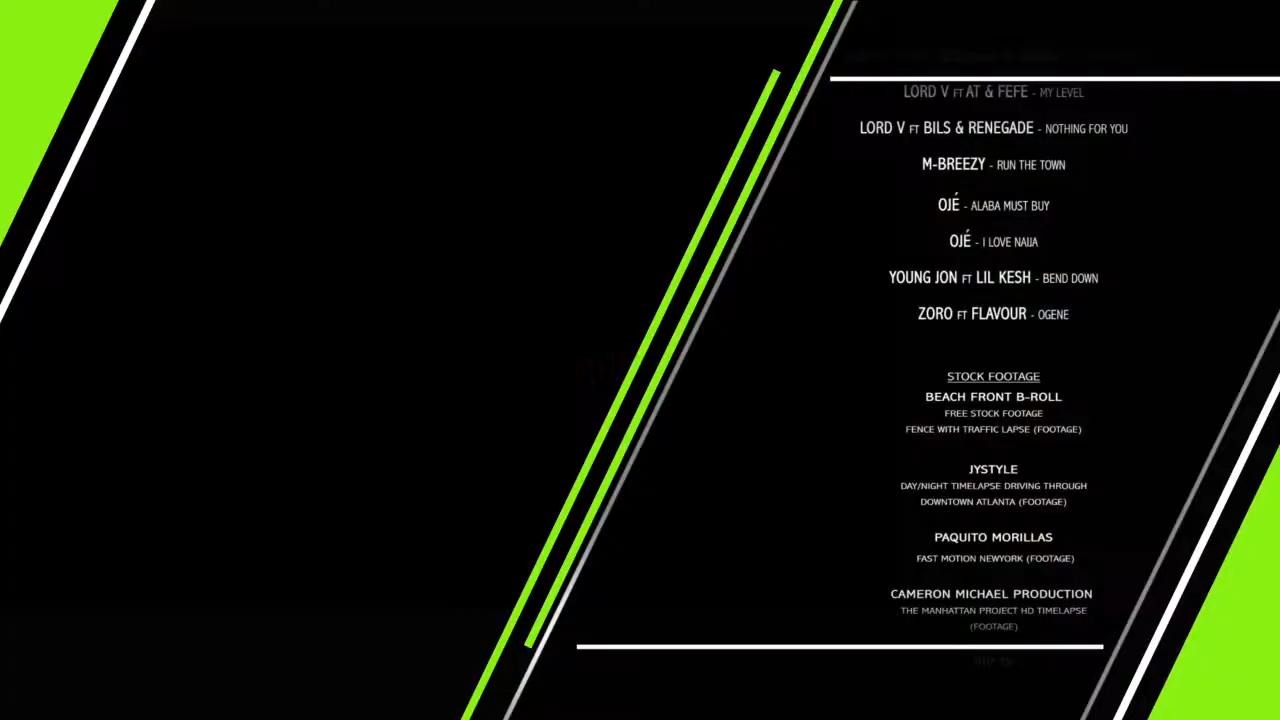 LORD V FT AT & FEFE - MY LEVEL
LORD V FT BILS & RENEGADE - NOTHING FOR YOU
M-BREEZY - RUN THE TOWN
OJÉ - ALABA MUST BUY
OJÉ - I LOVE NAIJA
YOUNG JON FT LIL KESH - BEND DOWN
ZORO FT FLAVOUR - OGENE
STOCK FOOTAGE
BEACH FRONT B-ROLL
FREE STOCK FOOTAGE
FENCE WITH TRAFFIC LAPSE (FOOTAGE)
JYSTYLE
DAY/NIGHT TIMELAPSE DRIVING THROUGH
DOWNTOWN ATLANTA (FOOTAGE)
PAQUITO MORILLAS
FAST MOTION NEWYORK (FOOTAGE)
CAMERON MICHAEL PRODUCTION
THE MANHATTAN PROJECT HD TIMELAPSE
(FOOTAGE)